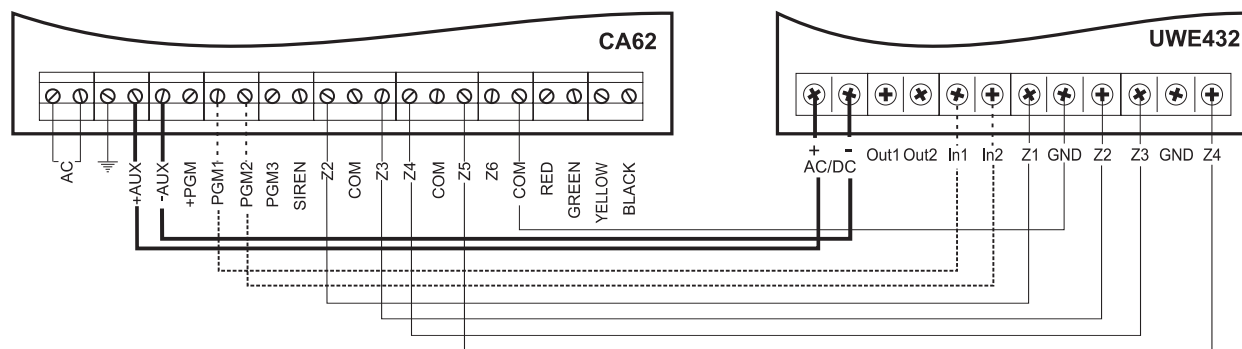 CA62
UWE432
AC
+AUX
-AUX
+PGM
PGM1
PGM2
PGM3
SIREN
Z2
COM
Z3
Z4
COM
Z5
Z6
COM
RED
GREEN
YELLOW
BLACK
+ -
AC/DC
Out1 Out2 In1 In2 Z1 GND Z2 Z3 GND Z4